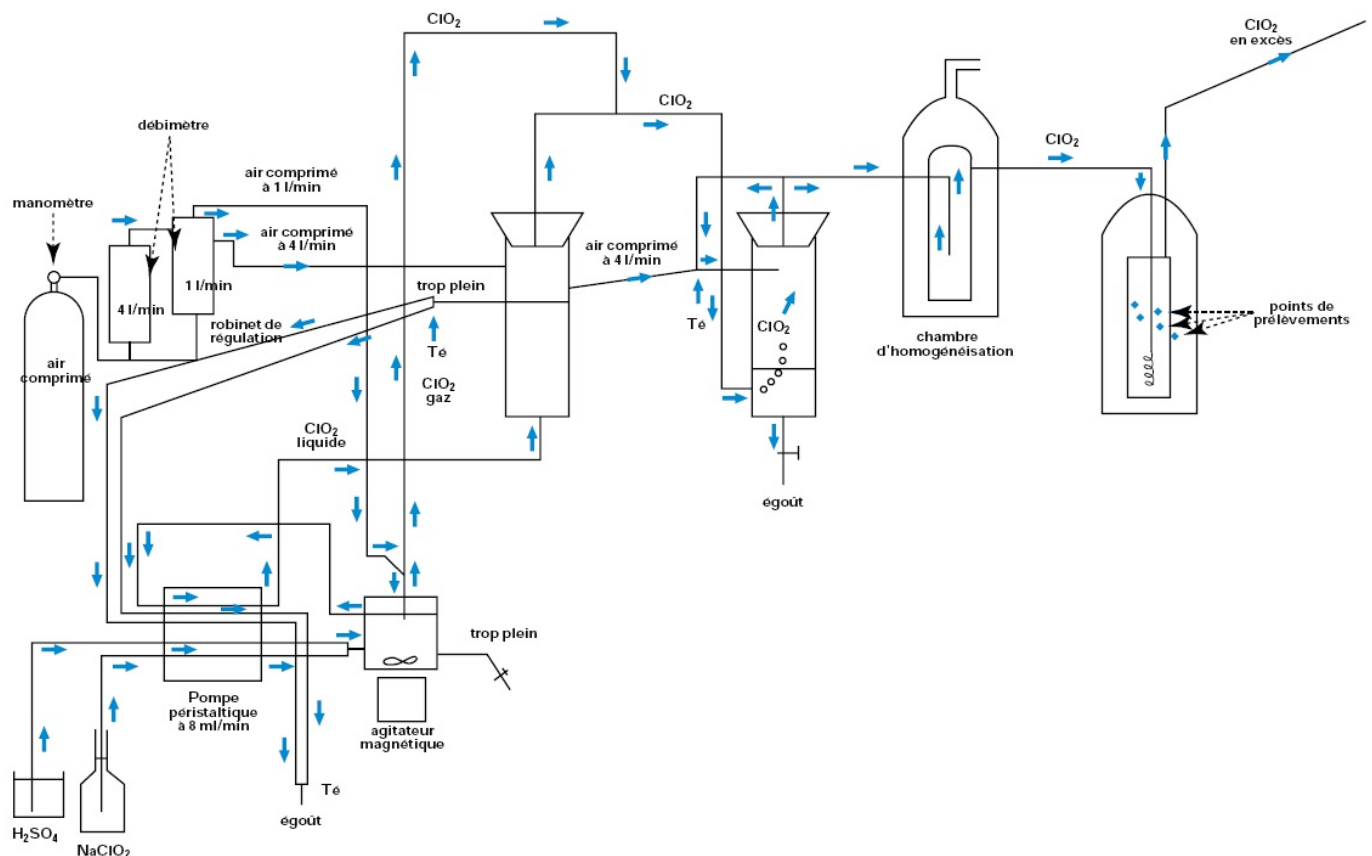 ClO₂
ClO₂
en excès
débimètre
ClO₂
manomètre
air comprimé
à 1 l/min
ClO₂
air comprimé
à 4 l/min
air comprimé
à 4 l/min
4 l/min
1 l/min
trop plein
robinet de
régulation
Té
Té
ClO₂
points de
prélèvements
chambre
d'homogénéisation
air
comprimé
ClO₂
gaz
ClO₂
liquide
égoût
trop plein
Pompe
péristaltique
à 8 ml/min
agitateur
magnétique
Té
égoût
H₂SO₄
NaClO₂